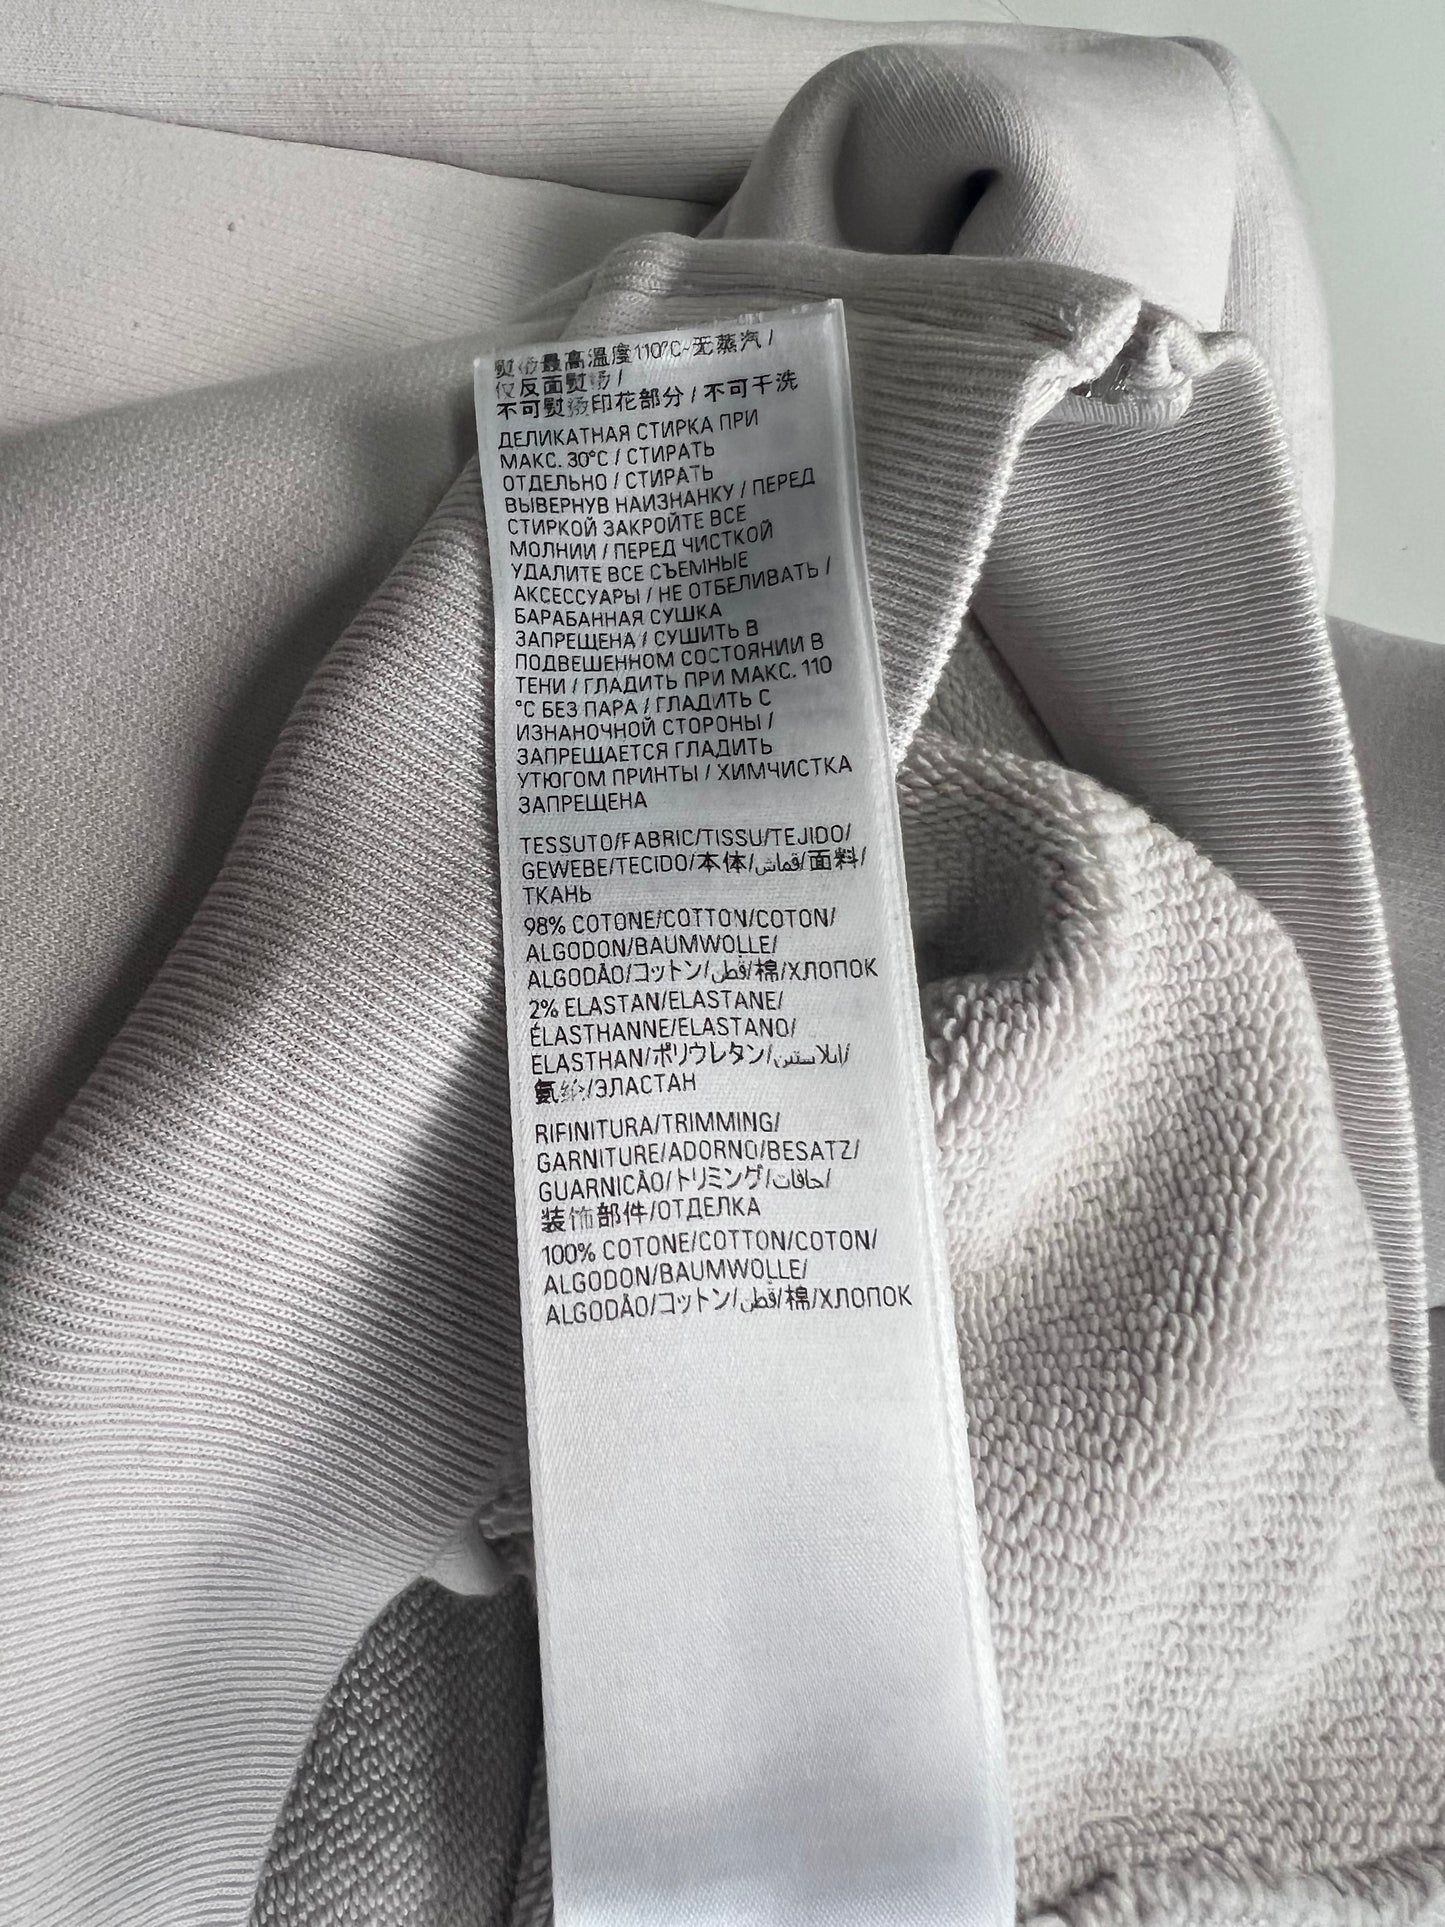 熨烫最高温度110°C~无蒸汽 /
仅反面熨烫 /
不可熨烫印花部分 / 不可干洗
ДЕЛИКАТНАЯ СТИРКА ПРИ
МАКС. 30°C / СТИРАТЬ
ОТДЕЛЬНО / СТИРАТЬ
ВЫВЕРНУВ НАИЗНАНКУ / ПЕРЕД
СТИРКОЙ ЗАКРОЙТЕ ВСЕ
МОЛНИИ / ПЕРЕД ЧИСТКОЙ
УДАЛИТЕ ВСЕ СЪЕМНЫЕ
АКСЕССУАРЫ / НЕ ОТБЕЛИВАТЬ /
БАРАБАННАЯ СУШКА
ЗАПРЕЩЕНА / СУШИТЬ В
ПОДВЕШЕННОМ СОСТОЯНИИ В
ТЕНИ / ГЛАДИТЬ ПРИ МАКС. 110
°C БЕЗ ПАРА / ГЛАДИТЬ С
ИЗНАНОЧНОЙ СТОРОНЫ /
ЗАПРЕЩАЕТСЯ ГЛАДИТЬ
УТЮГОМ ПРИНТЫ / ХИМЧИСТКА
ЗАПРЕЩЕНА
TESSUTO/FABRIC/TISSU/TEJIDO/
GEWEBE/TECIDO/本体/قماش/面料/
ТКАНЬ
98% COTONE/COTTON/COTON/
ALGODON/BAUMWOLLE/
ALGODÃO/コットン/قطن/棉/ХЛОПОК
2% ELASTAN/ELASTANE/
ÉLASTHANNE/ELASTANO/
ELASTHAN/ポリウレタン/ايلاستين/
氨纶/ЭЛАСТАН
RIFINITURA/TRIMMING/
GARNITURE/ADORNO/BESATZ/
GUARNICÃO/トリミング/حافات/
装饰部件/ОТДЕЛКА
100% COTONE/COTTON/COTON/
ALGODON/BAUMWOLLE/
ALGODÃO/コットン/قطن/棉/ХЛОПОК